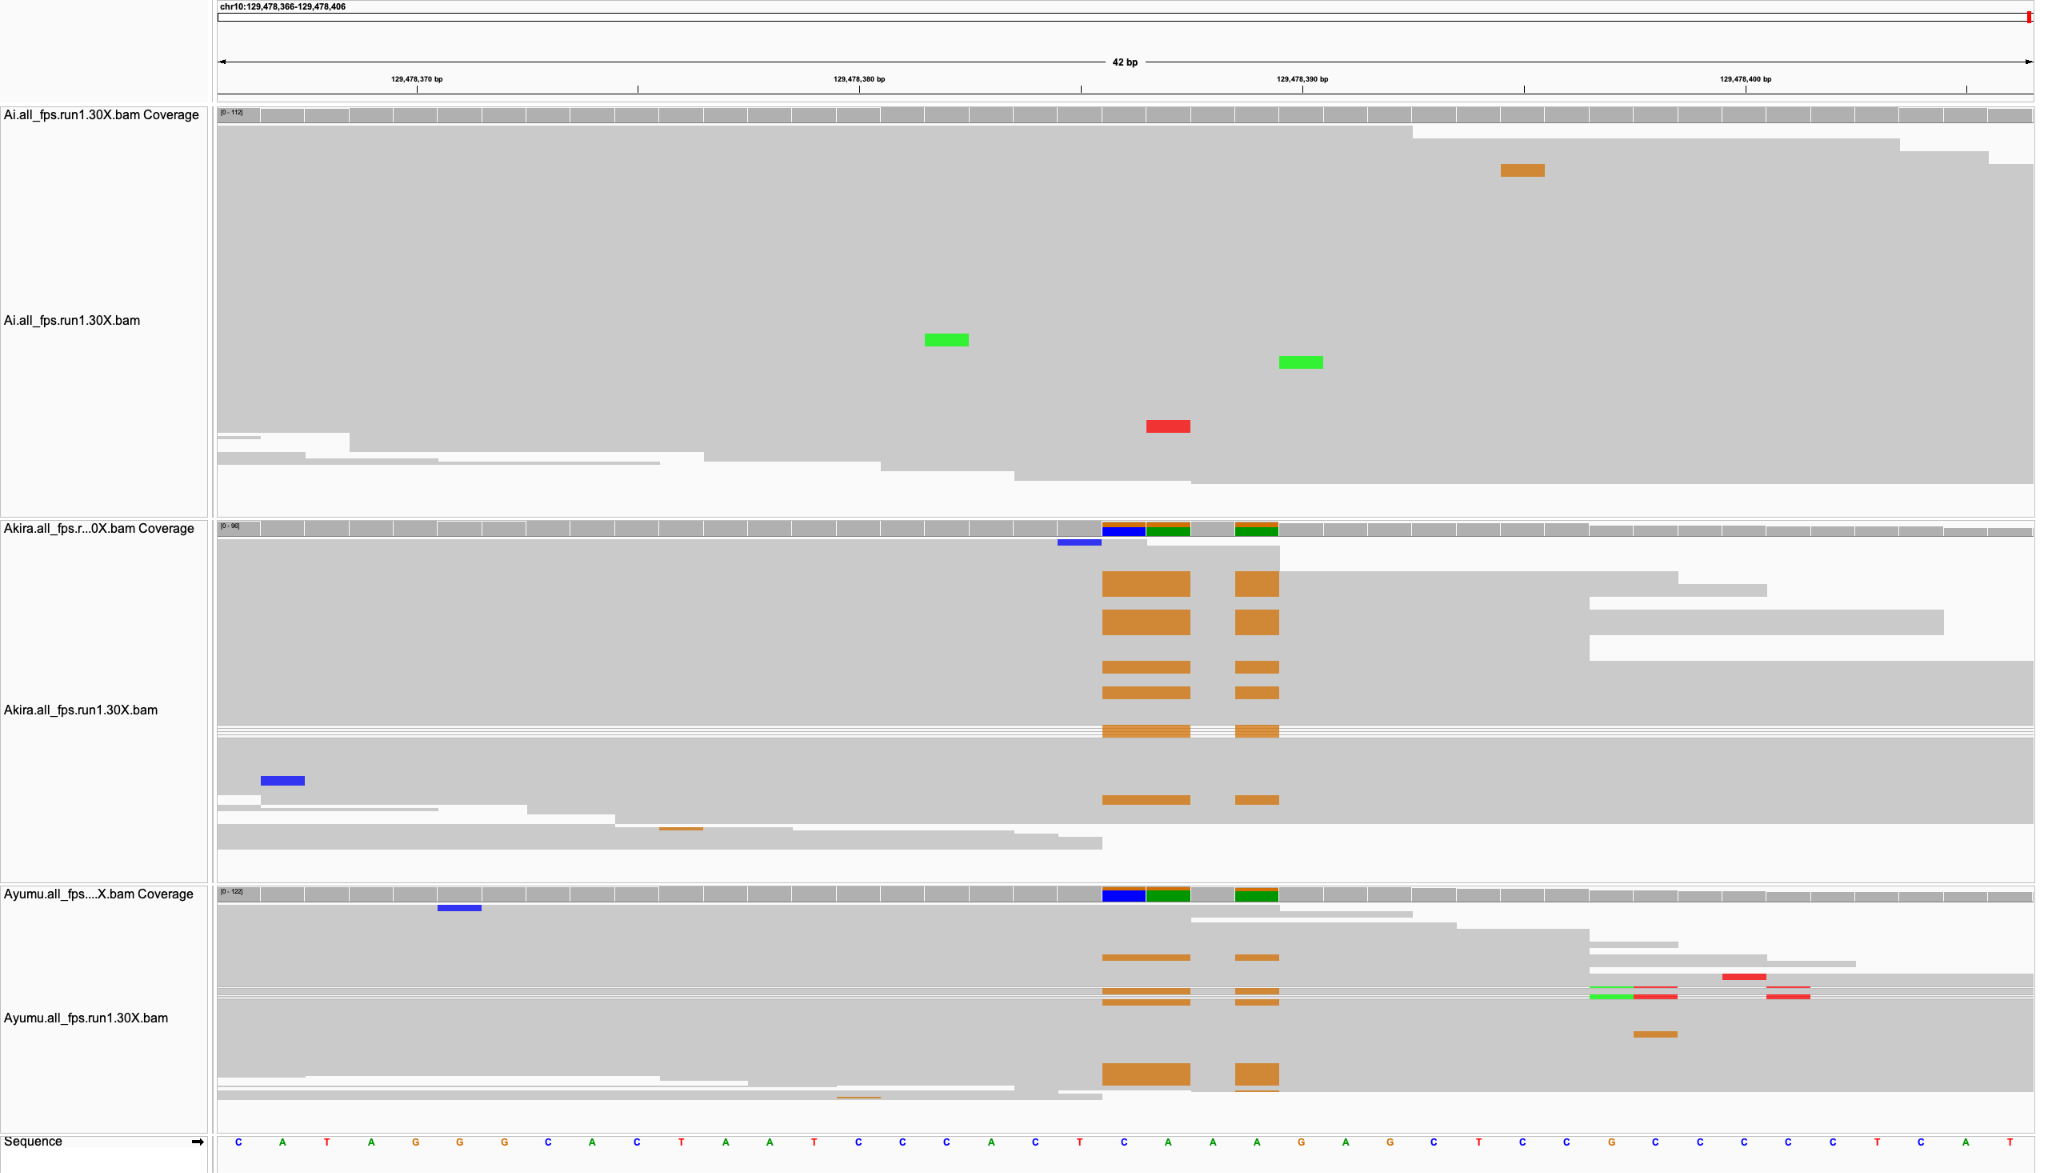 chr10:129,478,366-129,478,406
42 bp
129,478,370 bp 129,478,380 bp 129,478,390 bp 129,478,400 bp
Ai.all_fps.run1.30X.bam Coverage
[0 - 112]
Ai.all_fps.run1.30X.bam
Akira.all_fps.r...0X.bam Coverage
Akira.all_fps.run1.30X.bam
Ayumu.all_fps....X.bam Coverage
[0 - 122]
Ayumu.all_fps.run1.30X.bam
Sequence C A T A G G G C A C T A A T C C C A C T C A A A G A G C T C C G C C C C C T C A T